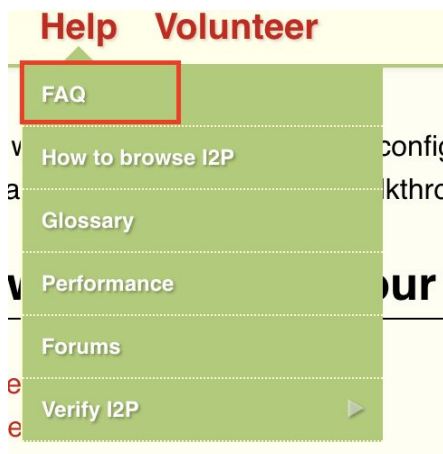 Help Volunteer
FAQ
How to browse I2P
Glossary
Performance
Forums
Verify I2P